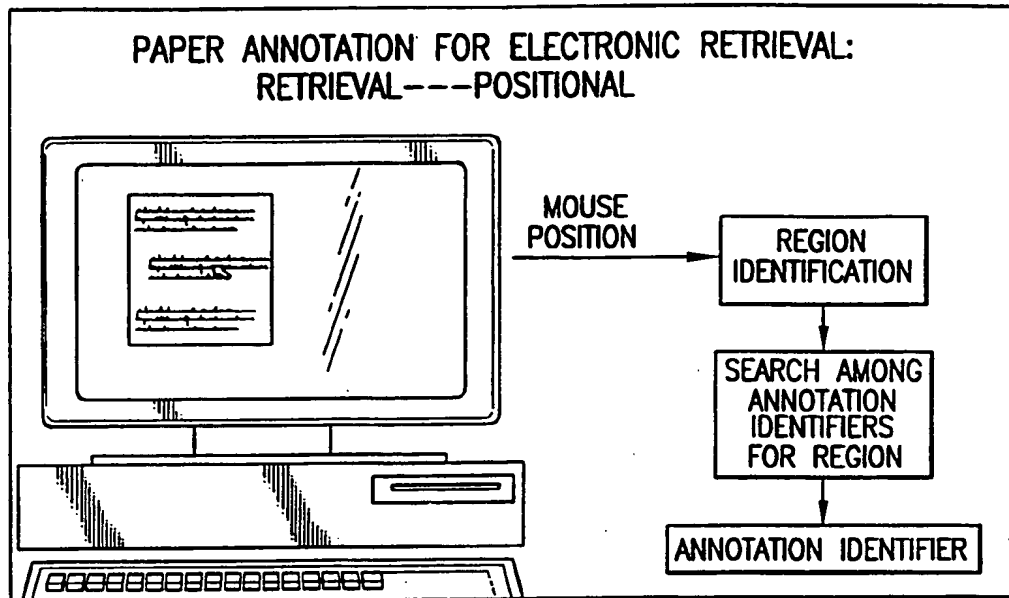 PAPER ANNOTATION FOR ELECTRONIC RETRIEVAL:
RETRIEVAL---POSITIONAL
MOUSE
POSITION
REGION
IDENTIFICATION
SEARCH AMONG
ANNOTATION
IDENTIFIERS
FOR REGION
ANNOTATION IDENTIFIER